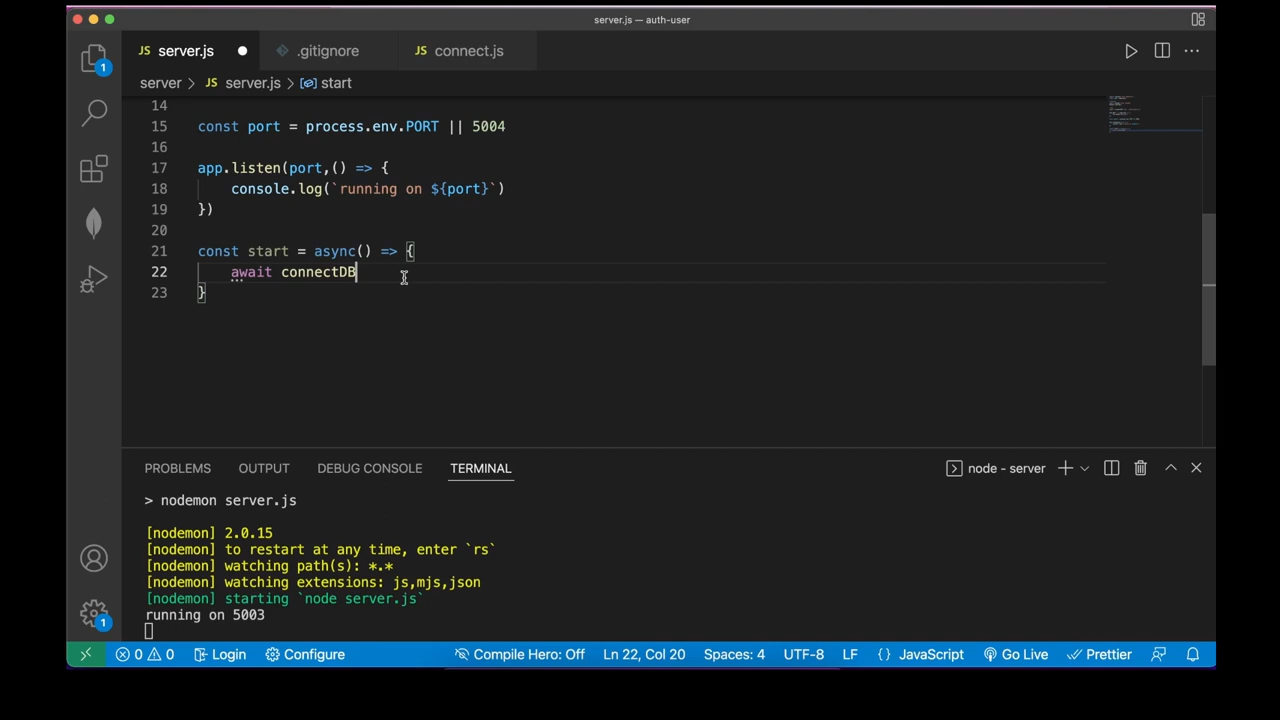 server.js — auth-user
JS server.js .gitignore JS connect.js
1
server > JS server.js > start
14
15 const port = process.env.PORT || 5004
16
17 app.listen(port,() => {
18 console.log(`running on ${port}`)
19 })
20
21 const start = async() => {
22 await connectDB
23 }
PROBLEMS OUTPUT DEBUG CONSOLE TERMINAL node - server
> nodemon server.js
[nodemon] 2.0.15
[nodemon] to restart at any time, enter `rs`
[nodemon] watching path(s): *.*
[nodemon] watching extensions: js,mjs,json
[nodemon] starting `node server.js`
running on 5003
1
0 0 Login Configure Compile Hero: Off Ln 22, Col 20 Spaces: 4 UTF-8 LF {} JavaScript Go Live Prettier